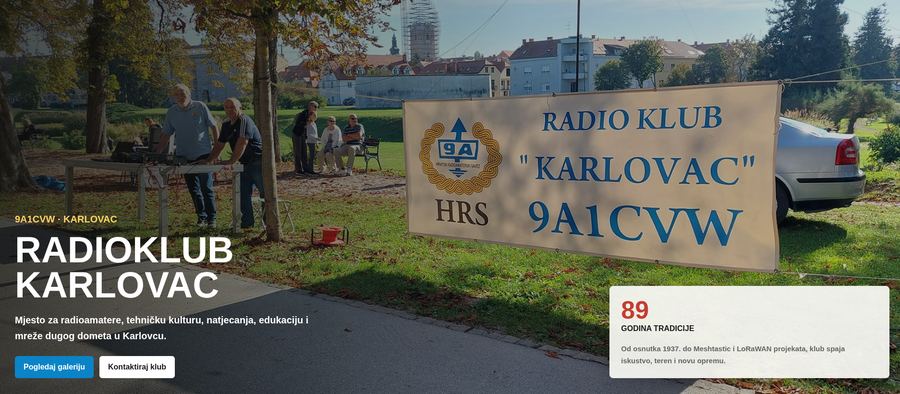 RADIO KLUB
" KARLOVAC"
9A1CVW
9A
HRS
9A1CVW · KARLOVAC
RADIOKLUB
KARLOVAC
Mjesto za radioamatere, tehničku kulturu, natjecanja, edukaciju i
mreže dugog dometa u Karlovcu.
Pogledaj galeriju
Kontaktiraj klub
89
GODINA TRADICIJE
Od osnutka 1937. do Meshtastic i LoRaWAN projekata, klub spaja
iskustvo, teren i novu opremu.